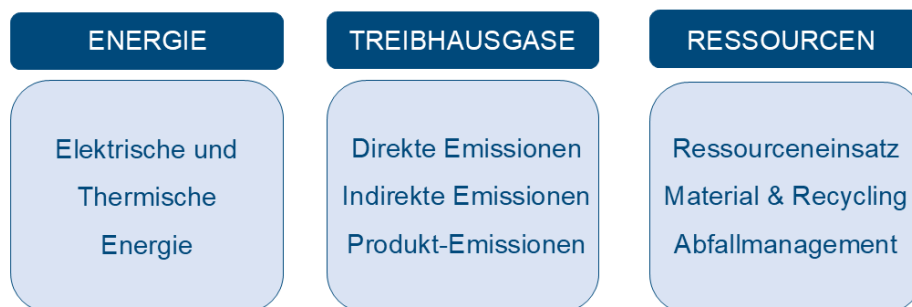 ENERGIE
Elektrische und
Thermische
Energie
TREIBHAUSGASE
Direkte Emissionen
Indirekte Emissionen
Produkt-Emissionen
RESSOURCEN
Ressourceneinsatz
Material & Recycling
Abfallmanagement